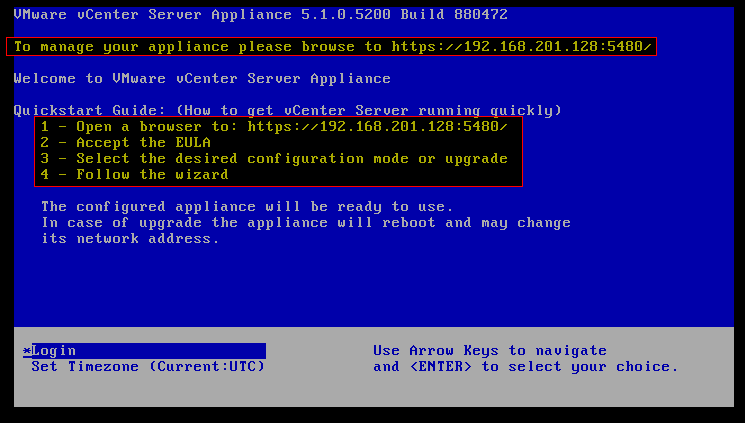 VMware vCenter Server Appliance 5.1.0.5200 Build 880472
To manage your appliance please browse to https://192.168.201.128:5480/
Welcome to VMware vCenter Server Appliance
Quickstart Guide: (How to get vCenter Server running quickly)
1 - Open a browser to: https://192.168.201.128:5480/
2 - Accept the EULA
3 - Select the desired configuration mode or upgrade
4 - Follow the wizard
The configured appliance will be ready to use.
In case of upgrade the appliance will reboot and may change
its network address.
*Login
Set Timezone (Current:UTC)
Use Arrow Keys to navigate
and <ENTER> to select your choice.